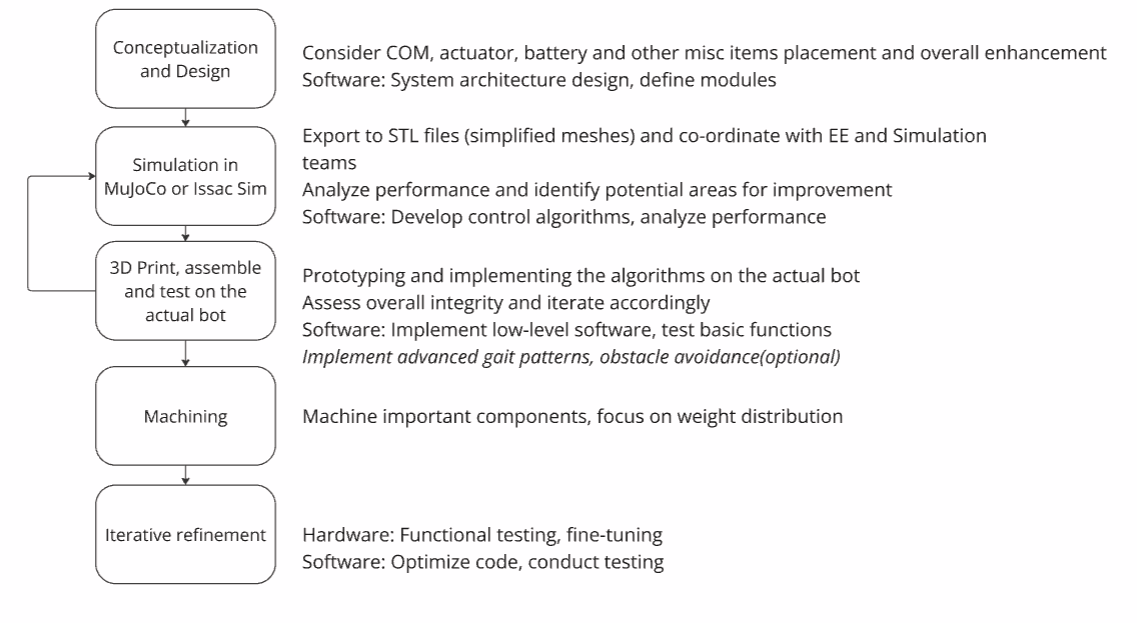 Conceptualization
and Design
Consider COM, actuator, battery and other misc items placement and overall enhancement
Software: System architecture design, define modules
Simulation in
MuJoCo or Issac Sim
Export to STL files (simplified meshes) and co-ordinate with EE and Simulation
teams
Analyze performance and identify potential areas for improvement
Software: Develop control algorithms, analyze performance
3D Print, assemble
and test on the
actual bot
Prototyping and implementing the algorithms on the actual bot
Assess overall integrity and iterate accordingly
Software: Implement low-level software, test basic functions
Implement advanced gait patterns, obstacle avoidance(optional)
Machining
Machine important components, focus on weight distribution
Iterative refinement
Hardware: Functional testing, fine-tuning
Software: Optimize code, conduct testing